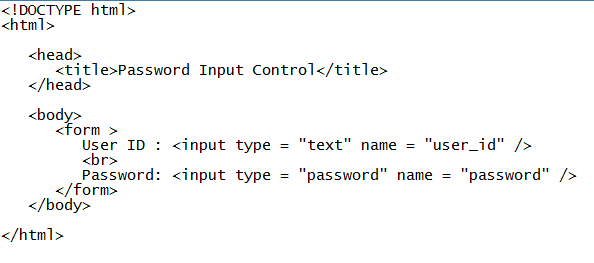 <!DOCTYPE html>
<html>
<head>
<title>Password Input Control</title>
</head>
<body>
<form >
User ID : <input type = "text" name = "user_id" />
<br>
Password: <input type = "password" name = "password" />
</form>
</body>
</html>